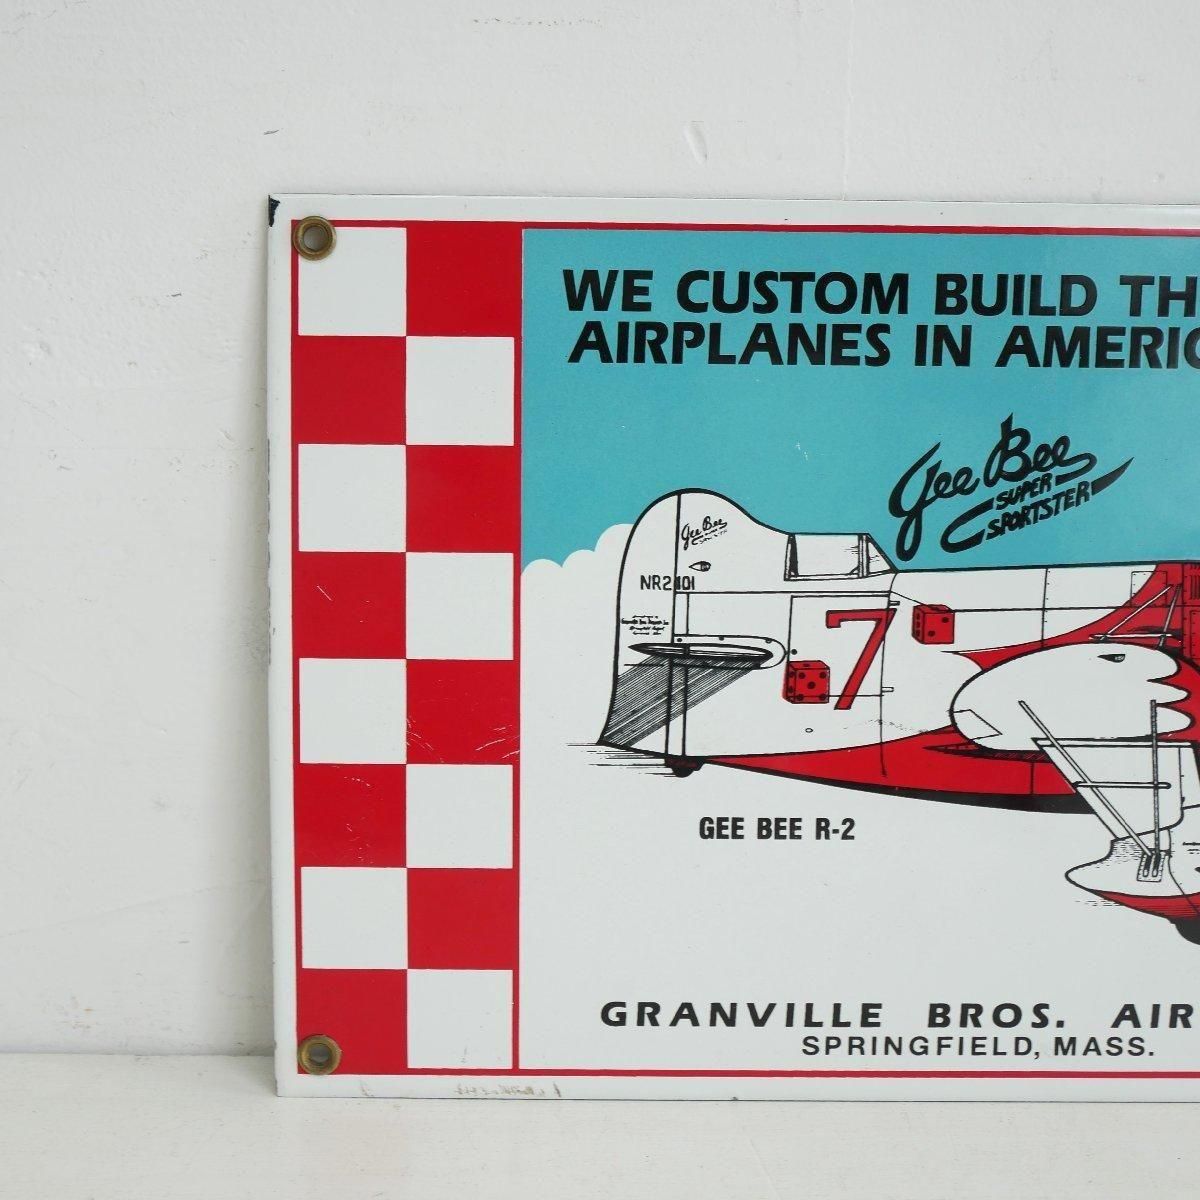 WE CUSTOM BUILD TH
AIRPLANES IN AMERIC
Gee Bee
SUPER
SPORTSTER
Gee Bee
NR2101
7
GEE BEE R-2
GRANVILLE BROS. AIR
SPRINGFIELD, MASS.